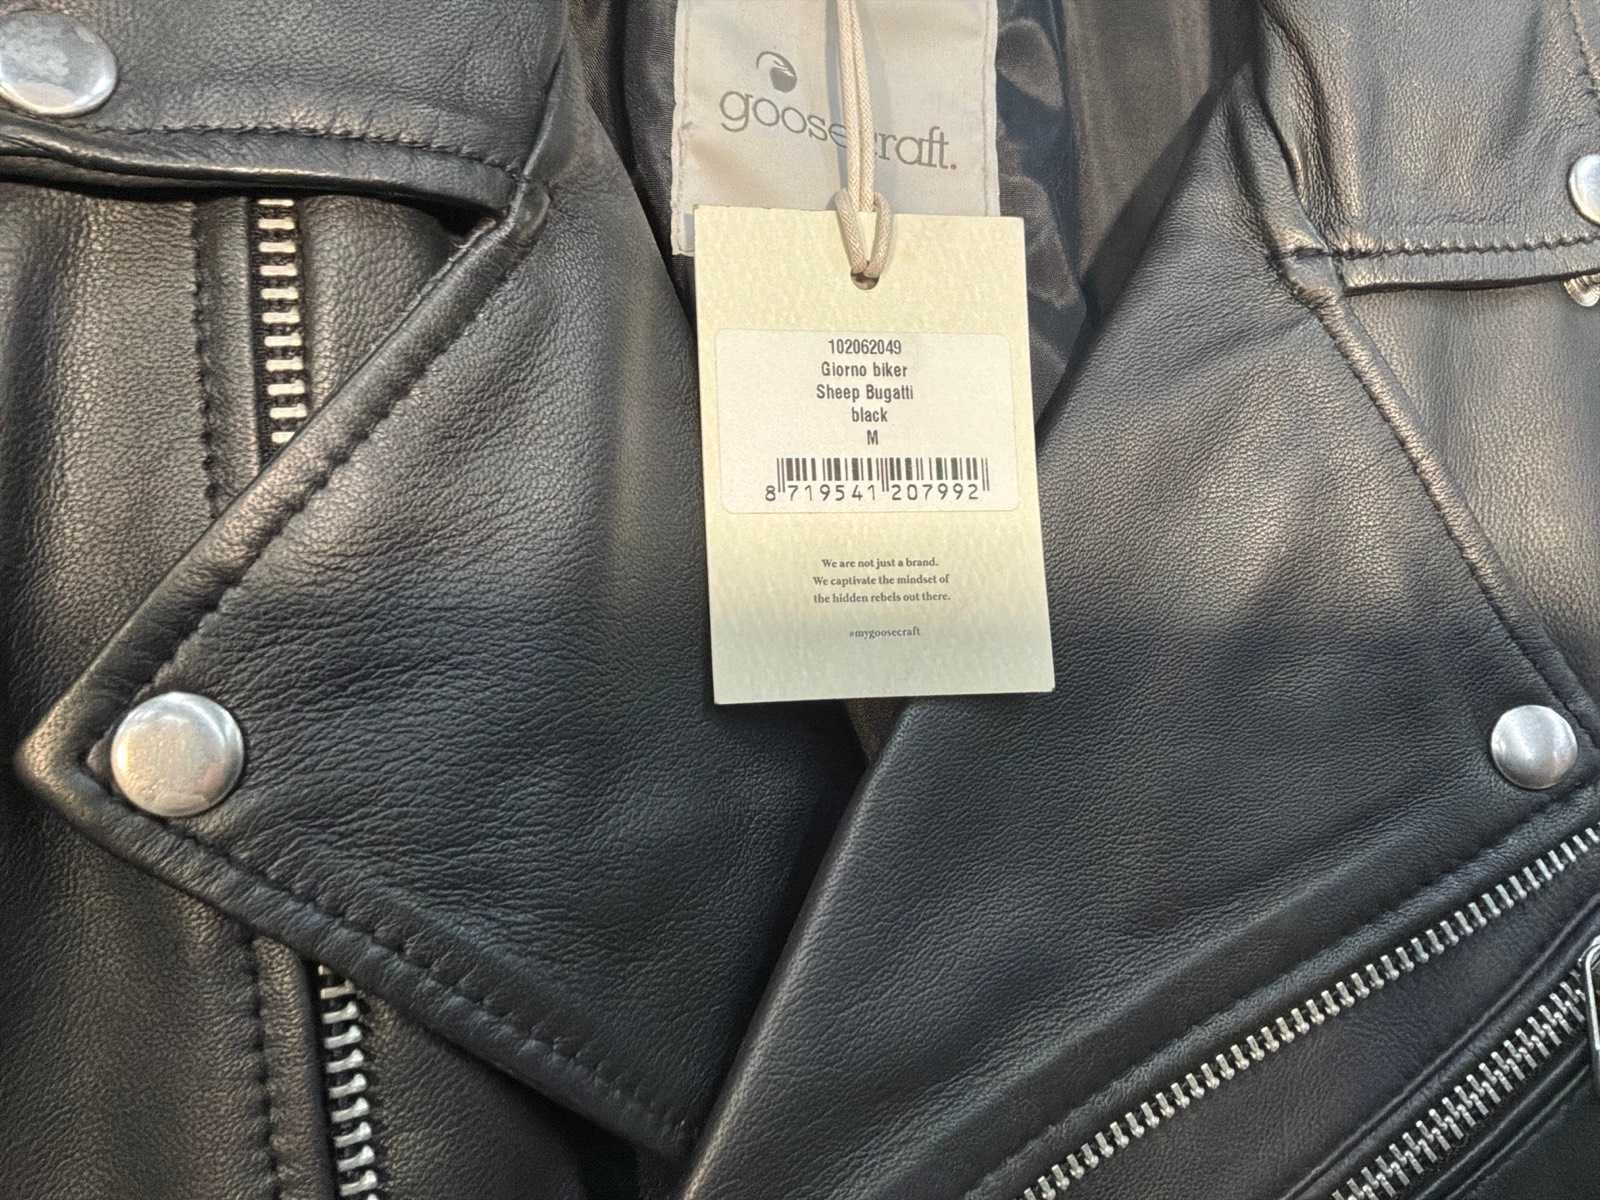 goosecraft.
102062049
Giorno biker
Sheep Bugatti
black
M
8 719541 207992
We are not just a brand.
We captivate the mindset of
the hidden rebels out there.
#mygoosecraft